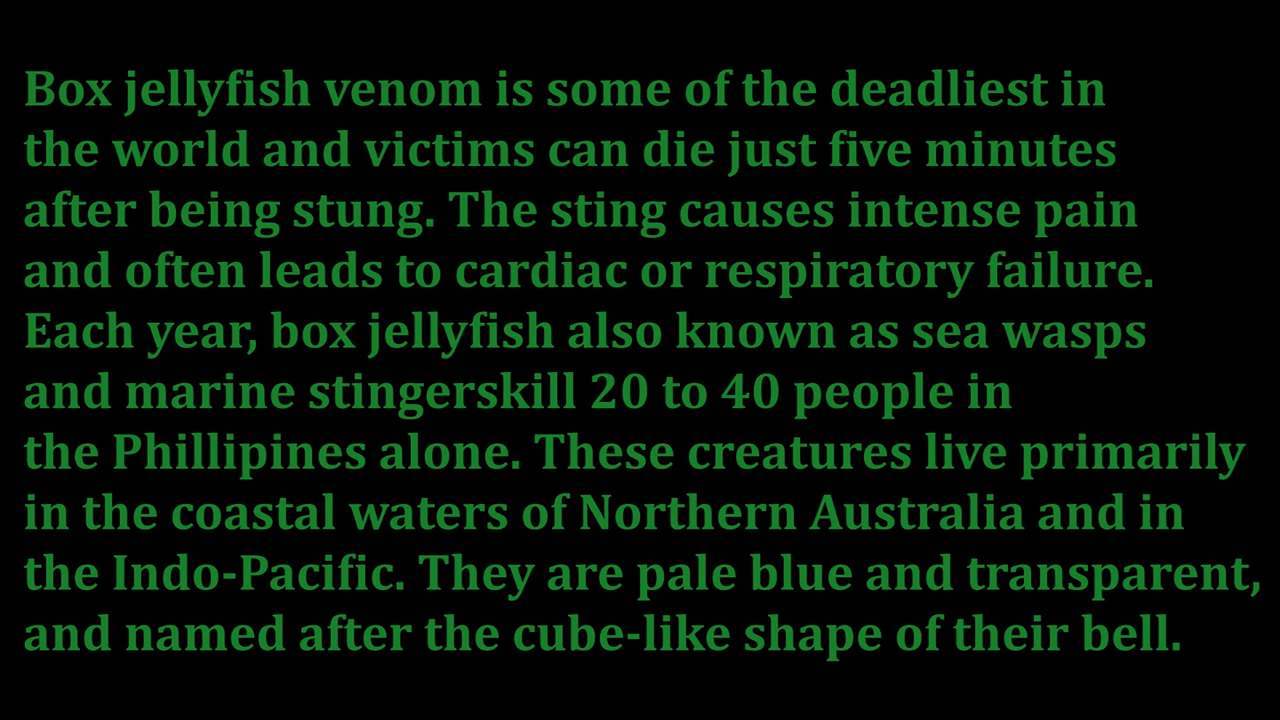 Box jellyfish venom is some of the deadliest in
the world and victims can die just five minutes
after being stung. The sting causes intense pain
and often leads to cardiac or respiratory failure.
Each year, box jellyfish also known as sea wasps
and marine stingerskill 20 to 40 people in
the Phillipines alone. These creatures live primarily
in the coastal waters of Northern Australia and in
the Indo-Pacific. They are pale blue and transparent,
and named after the cube-like shape of their bell.